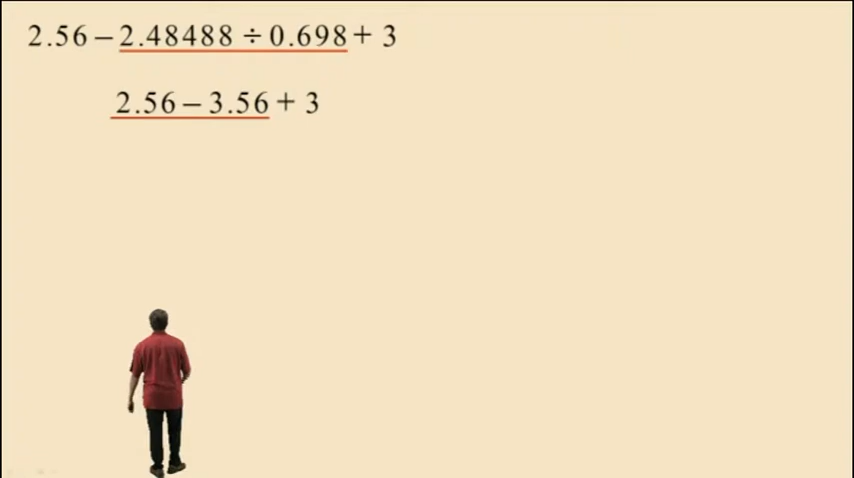 2.56 – 2.48488 ÷ 0.698 + 3
2.56 – 3.56 + 3